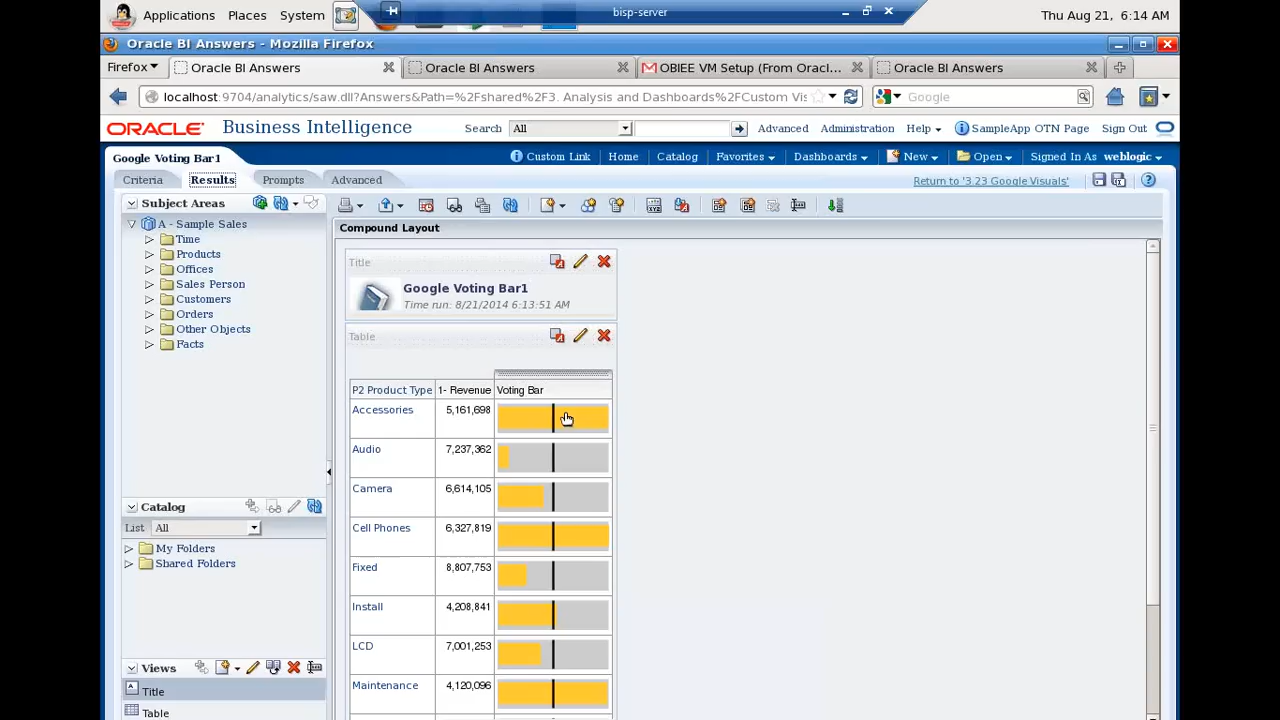 Applications Places System bisp-server Thu Aug 21, 6:14 AM
Oracle BI Answers - Mozilla Firefox
Firefox Oracle BI Answers Oracle BI Answers OBIEE VM Setup (From Oracl... Oracle BI Answers
localhost:9704/analytics/saw.dll?Answers&Path=%2Fshared%2F3. Analysis and Dashboards%2FCustom Vis Google
ORACLE Business Intelligence Search All Advanced Administration Help SampleApp OTN Page Sign Out
Google Voting Bar1 Custom Link Home Catalog Favorites Dashboards New Open Signed In As weblogic
Criteria Results Prompts Advanced Return to '3.23 Google Visuals'
Subject Areas
A - Sample Sales
Time
Products
Offices
Sales Person
Customers
Orders
Other Objects
Facts
Catalog
List All
My Folders
Shared Folders
Views
Title
Table
Compound Layout
Title
Google Voting Bar1
Time run: 8/21/2014 6:13:51 AM
Table
P2 Product Type 1- Revenue Voting Bar
Accessories 5,161,698
Audio 7,237,362
Camera 6,614,105
Cell Phones 6,327,819
Fixed 8,807,753
Install 4,208,841
LCD 7,001,253
Maintenance 4,120,096